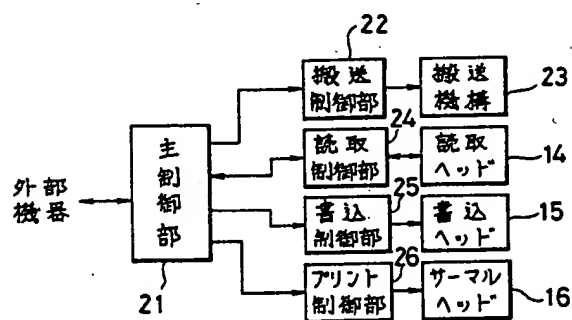 22
搬送
制御部
搬送
機構
23
24
読取
制御部
読取
ヘッド
14
主制御部
外部
機器
25
書込
制御部
書込
ヘッド
15
26
プリント
制御部
サーマル
ヘッド
16
21